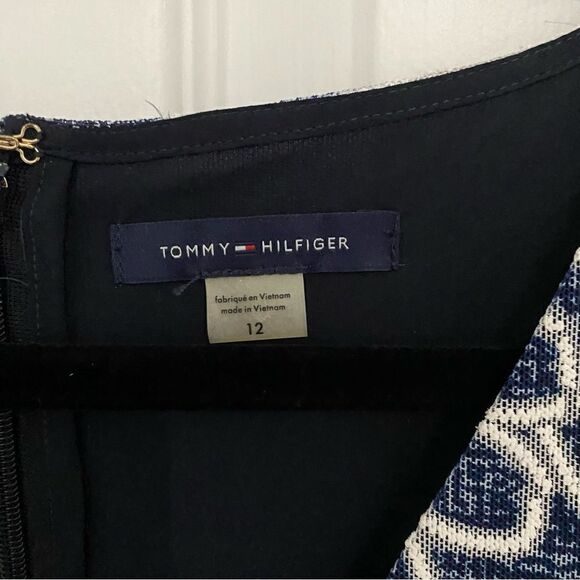 TOMMY HILFIGER
fabriqué en Vietnam
made in Vietnam
12